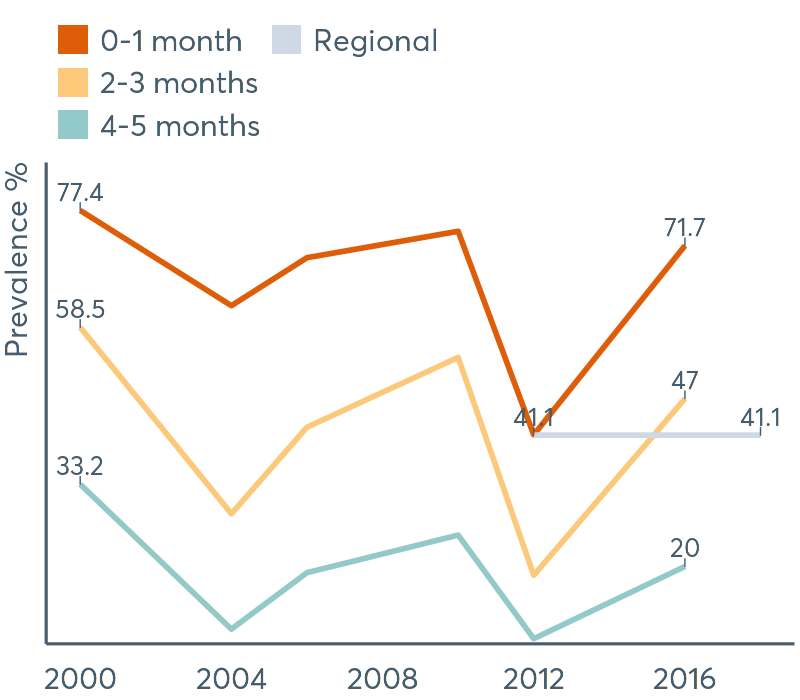 0-1 month
Regional
2-3 months
4-5 months
Prevalence %
77.4
71.7
58.5
47
41.1
41.1
33.2
20
2000
2004
2008
2012
2016